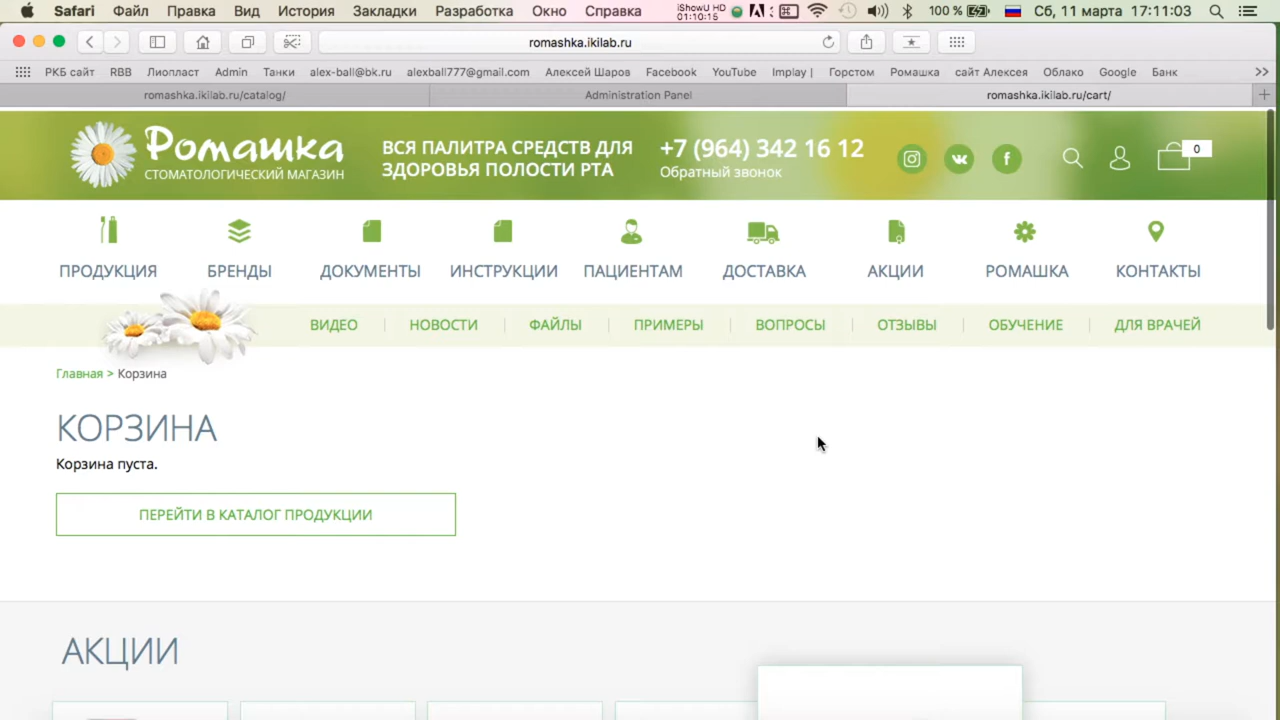 Safari Файл Правка Вид История Закладки Разработка Окно Справка iShowU HD 01:10:15 100 % Сб, 11 марта 17:11:03
romashka.ikilab.ru
РКБ сайт RBB Лиопласт Admin Танки alex-ball@bk.ru alexball777@gmail.com Алексей Шаров Facebook YouTube Implay | Горстом Ромашка сайт Алексея Облако Google Банк >>
romashka.ikilab.ru/catalog/ Administration Panel romashka.ikilab.ru/cart/
Ромашка
СТОМАТОЛОГИЧЕСКИЙ МАГАЗИН
ВСЯ ПАЛИТРА СРЕДСТВ ДЛЯ
ЗДОРОВЬЯ ПОЛОСТИ РТА
+7 (964) 342 16 12
Обратный звонок
0
ПРОДУКЦИЯ БРЕНДЫ ДОКУМЕНТЫ ИНСТРУКЦИИ ПАЦИЕНТАМ ДОСТАВКА АКЦИИ РОМАШКА КОНТАКТЫ
ВИДЕО НОВОСТИ ФАЙЛЫ ПРИМЕРЫ ВОПРОСЫ ОТЗЫВЫ ОБУЧЕНИЕ ДЛЯ ВРАЧЕЙ
Главная > Корзина
КОРЗИНА
Корзина пуста.
ПЕРЕЙТИ В КАТАЛОГ ПРОДУКЦИИ
АКЦИИ